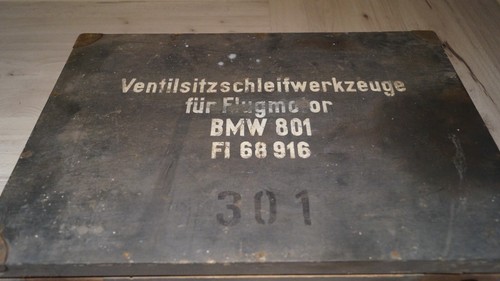 Ventilsitzschleifwerkzeuge
für Flugmotor
BMW 801
Fl 68 916
301